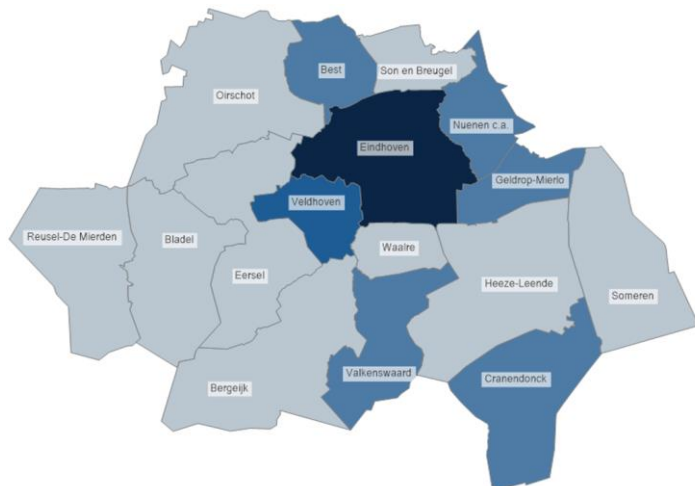 Best
Son en Breugel
Oirschot
Nuenen c.a.
Eindhoven
Geldrop-Mierlo
Veldhoven
Reusel-De Mierden
Bladel
Waalre
Eersel
Heeze-Leende
Someren
Valkenswaard
Cranendonck
Bergeijk